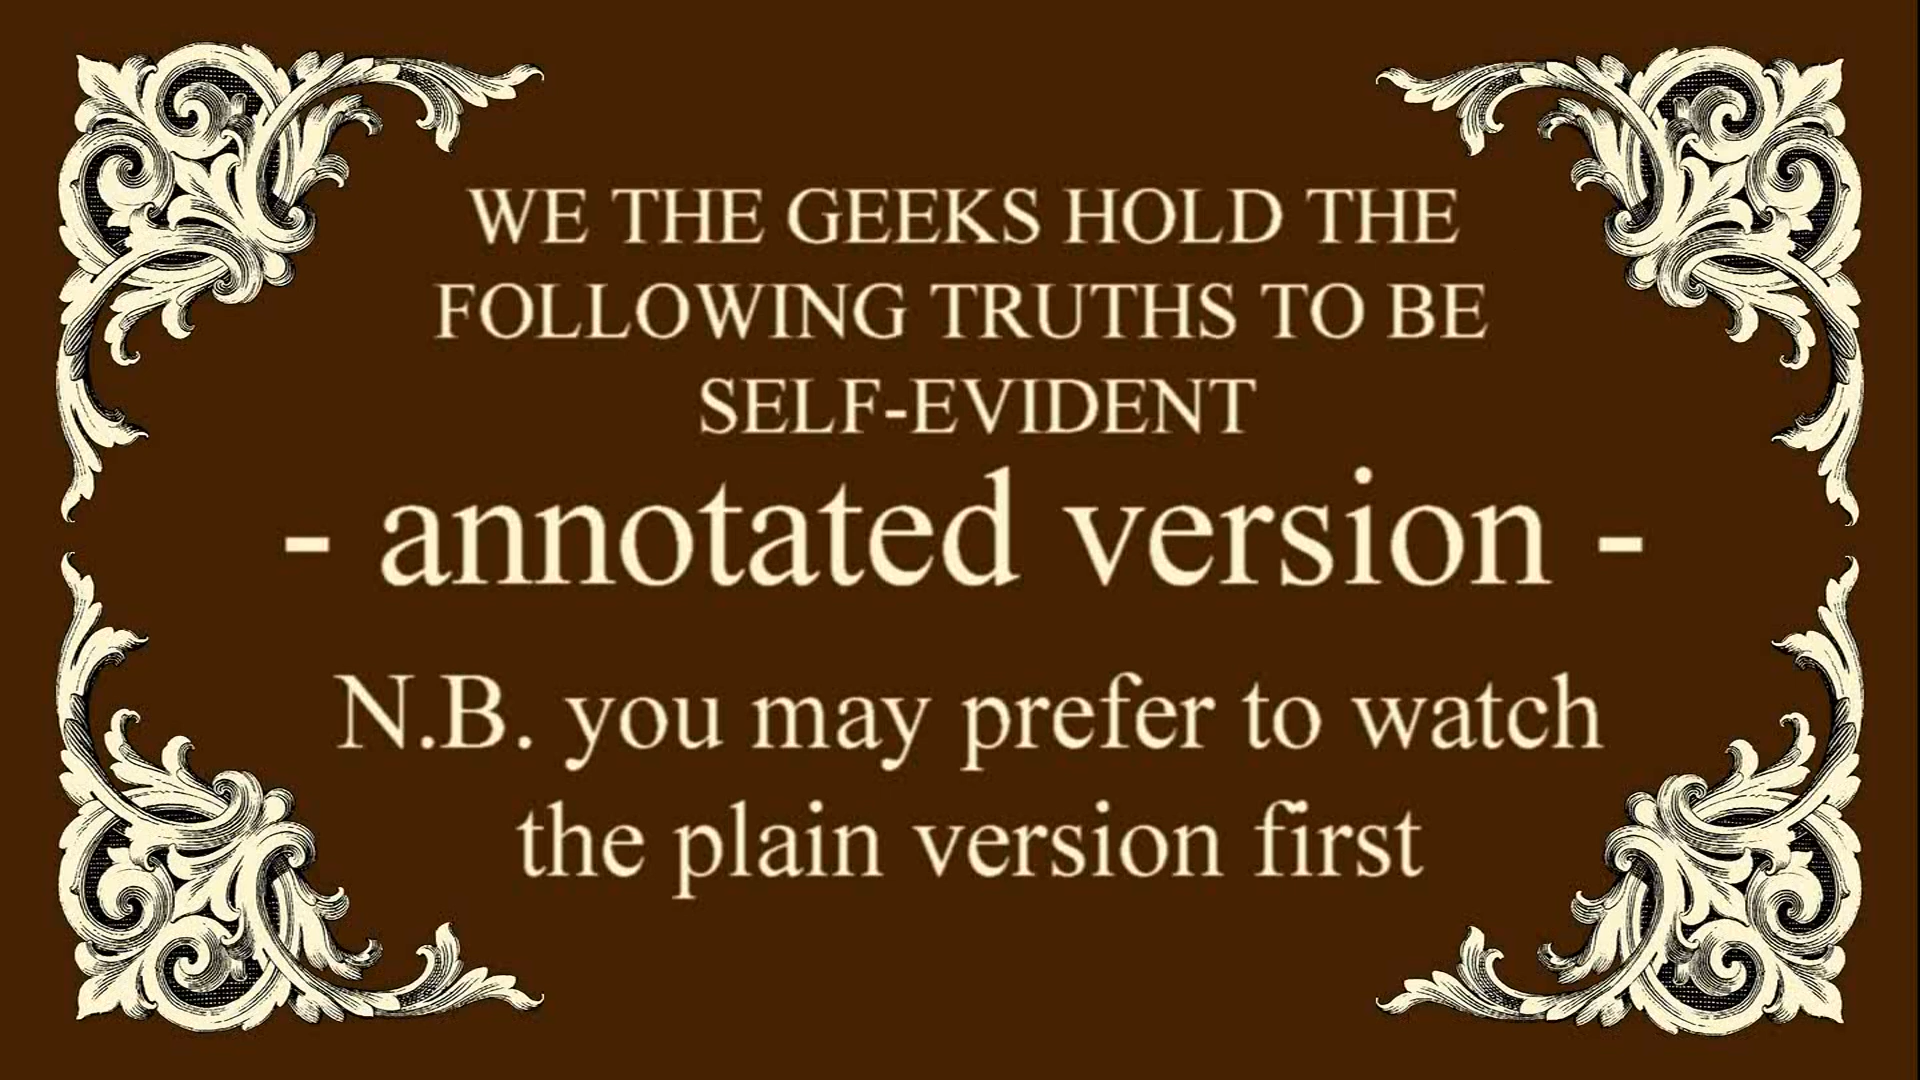 WE THE GEEKS HOLD THE
FOLLOWING TRUTHS TO BE
SELF-EVIDENT
- annotated version -
N.B. you may prefer to watch
the plain version first